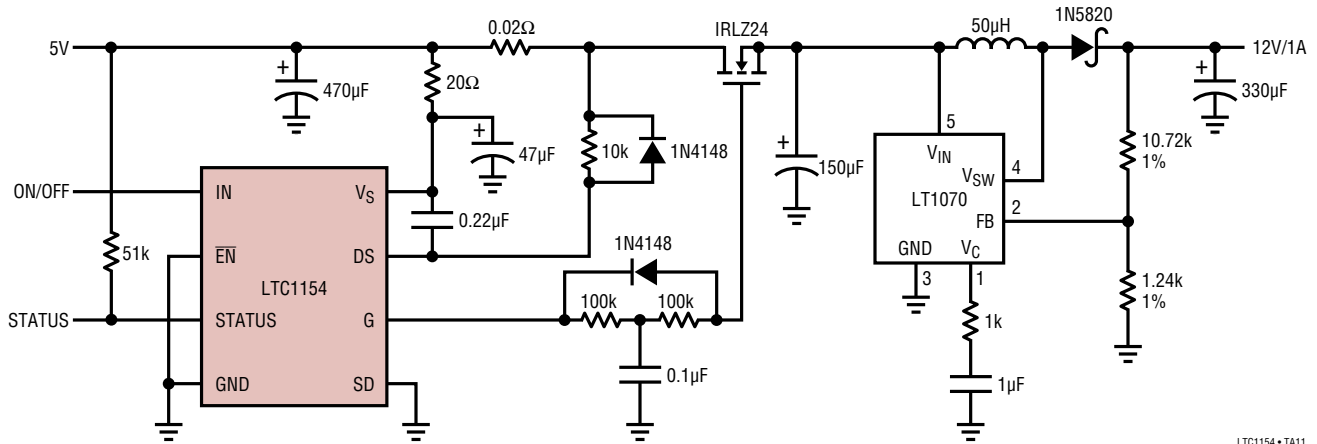 5V
0.02Ω
IRLZ24
50µH
1N5820
12V/1A
+
470µF
20Ω
+
47µF
10k
1N4148
+
150µF
+
330µF
10.72k
1%
5
V_IN
V_SW
4
LT1070
FB
2
GND
V_C
3
1
1k
1µF
1.24k
1%
ON/OFF
IN
V_S
0.22µF
51k
EN
DS
LTC1154
1N4148
100k
100k
STATUS
STATUS
G
0.1µF
GND
SD
LTC1154 • TA11